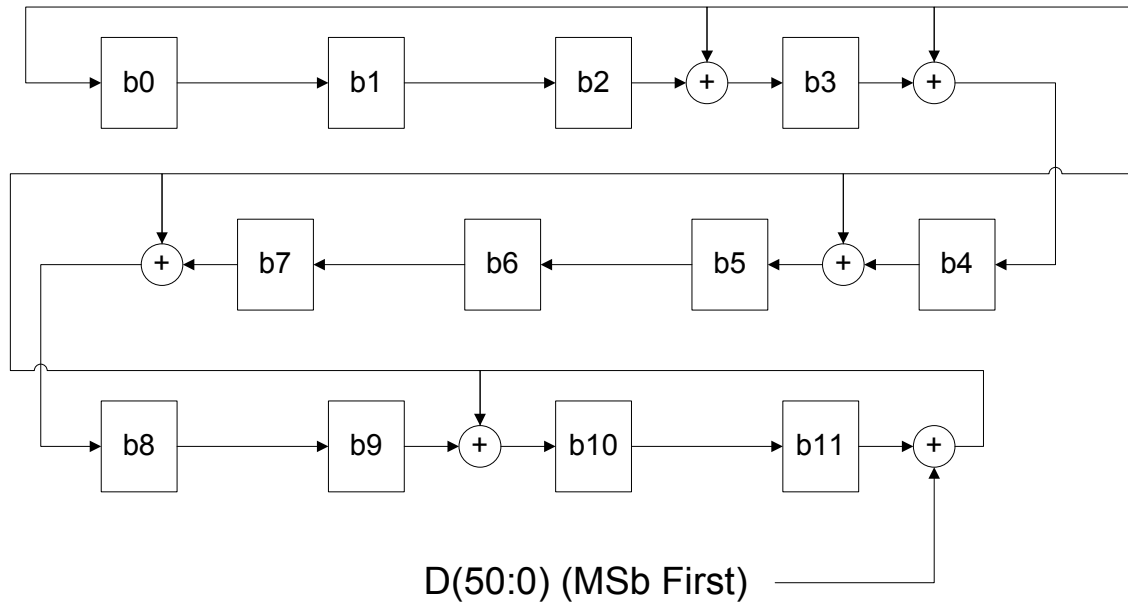 b0 b1 b2 + b3 +
+ b7 b6 b5 + b4
b8 b9 + b10 b11 +
D(50:0) (MSb First)